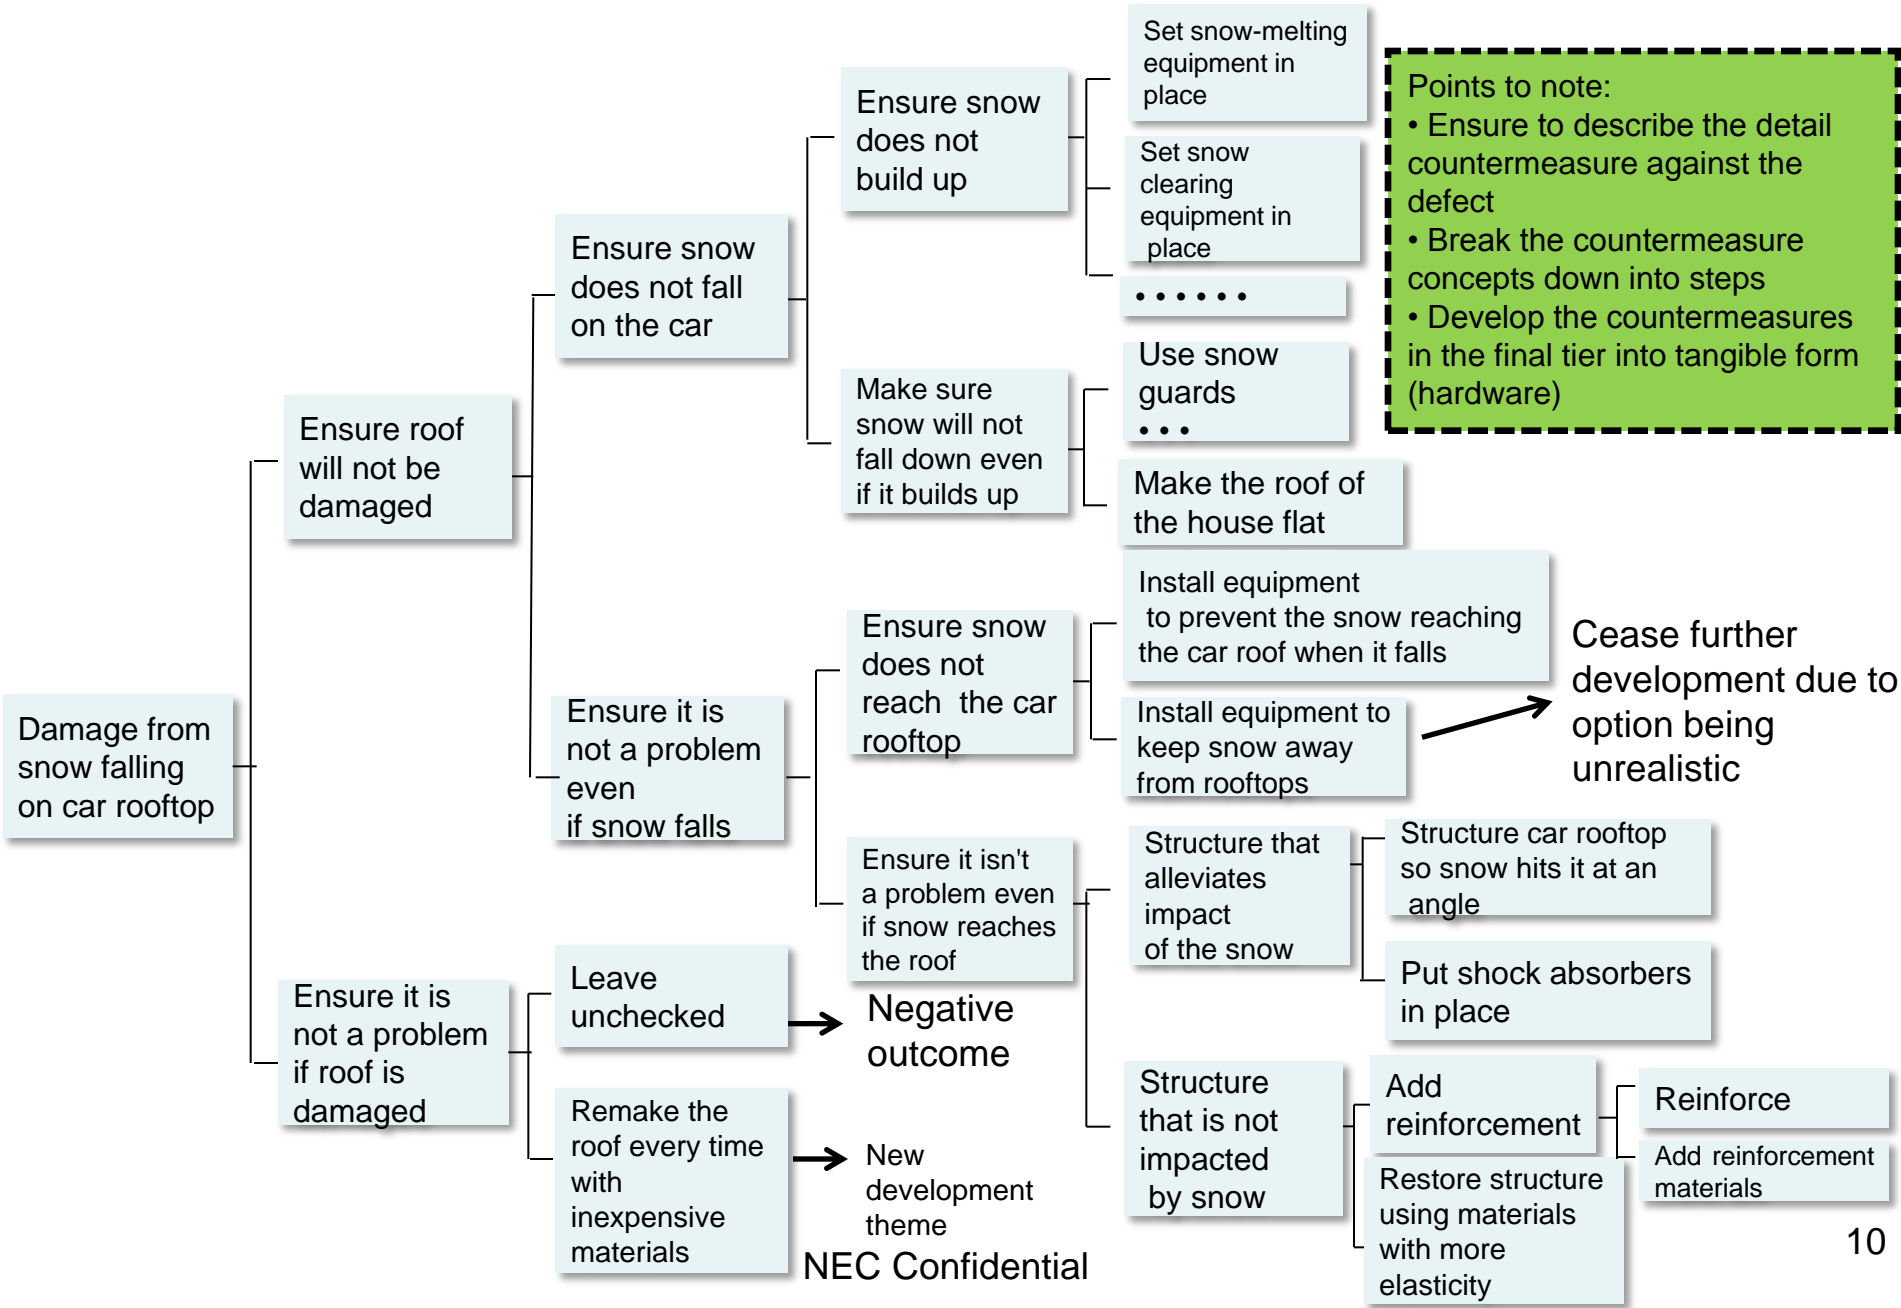 Damage from
snow falling
on car rooftop
Ensure roof
will not be
damaged
Ensure it is
not a problem
if roof is
damaged
Ensure snow
does not fall
on the car
Ensure it is
not a problem
even
if snow falls
Leave
unchecked
Remake the
roof every time
with
inexpensive
materials
Ensure snow
does not
build up
Make sure
snow will not
fall down even
if it builds up
Ensure snow
does not
reach the car
rooftop
Ensure it isn't
a problem even
if snow reaches
the roof
Negative
outcome
New
development
theme
NEC Confidential
Set snow-melting
equipment in
place
Set snow
clearing
equipment in
place
• • • • • •
Use snow
guards
• • •
Make the roof of
the house flat
Install equipment
to prevent the snow reaching
the car roof when it falls
Install equipment to
keep snow away
from rooftops
Structure that
alleviates
impact
of the snow
Structure
that is not
impacted
by snow
Points to note:
• Ensure to describe the detail
countermeasure against the
defect
• Break the countermeasure
concepts down into steps
• Develop the countermeasures
in the final tier into tangible form
(hardware)
Cease further
development due to
option being
unrealistic
Structure car rooftop
so snow hits it at an
angle
Put shock absorbers
in place
Add
reinforcement
Restore structure
using materials
with more
elasticity
Reinforce
Add reinforcement
materials
10